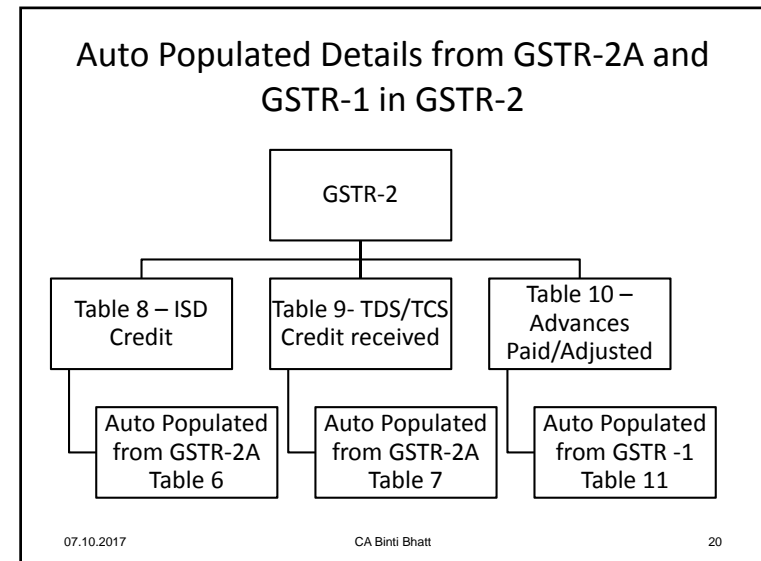 Auto Populated Details from GSTR-2A and
GSTR-1 in GSTR-2
GSTR-2
Table 8 – ISD
Credit
Table 9- TDS/TCS
Credit received
Table 10 –
Advances
Paid/Adjusted
Auto Populated
from GSTR-2A
Table 6
Auto Populated
from GSTR-2A
Table 7
Auto Populated
from GSTR -1
Table 11
07.10.2017
CA Binti Bhatt
20